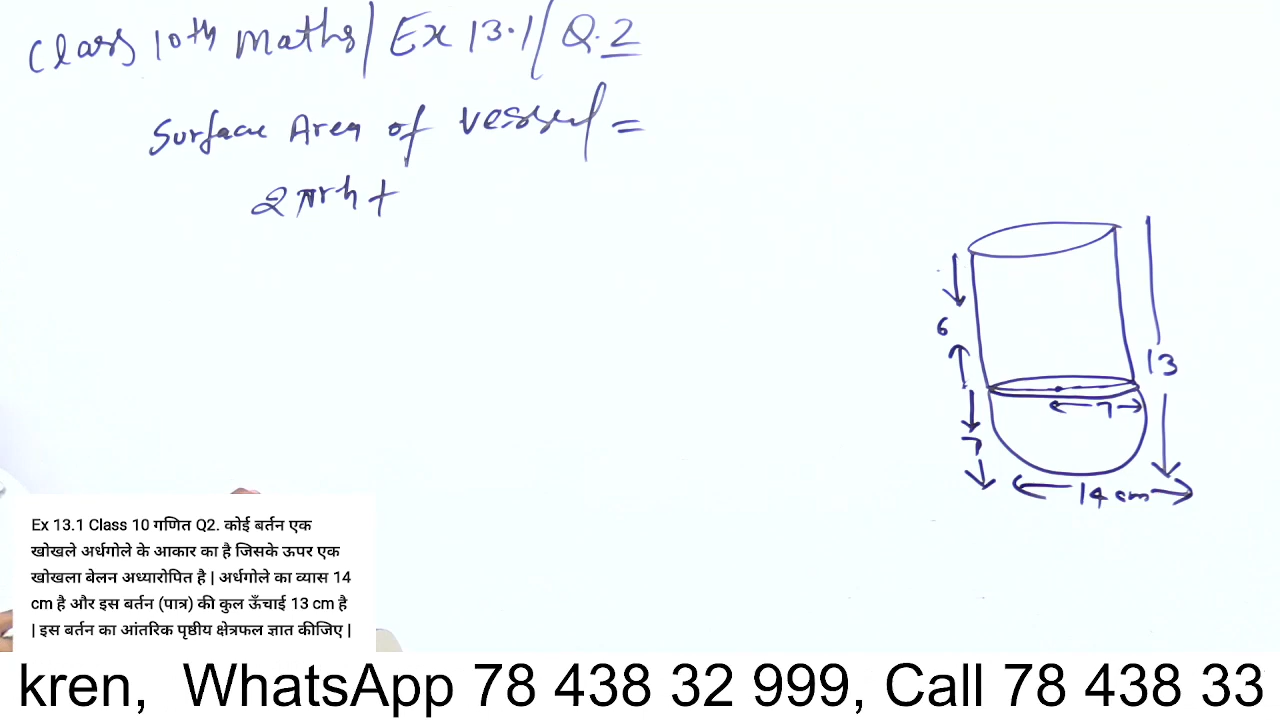 Class 10th Maths / Ex 13.1 / Q.2
Surface Area of vessel =
2πrh +
6
13
7
7
14 cm
Ex 13.1 Class 10 गणित Q2. कोई बर्तन एक
खोखले अर्धगोले के आकार का है जिसके ऊपर एक
खोखला बेलन अध्यारोपित है | अर्धगोले का व्यास 14
cm है और इस बर्तन (पात्र) की कुल ऊँचाई 13 cm है
| इस बर्तन का आंतरिक पृष्ठीय क्षेत्रफल ज्ञात कीजिए |
kren, WhatsApp 78 438 32 999, Call 78 438 33